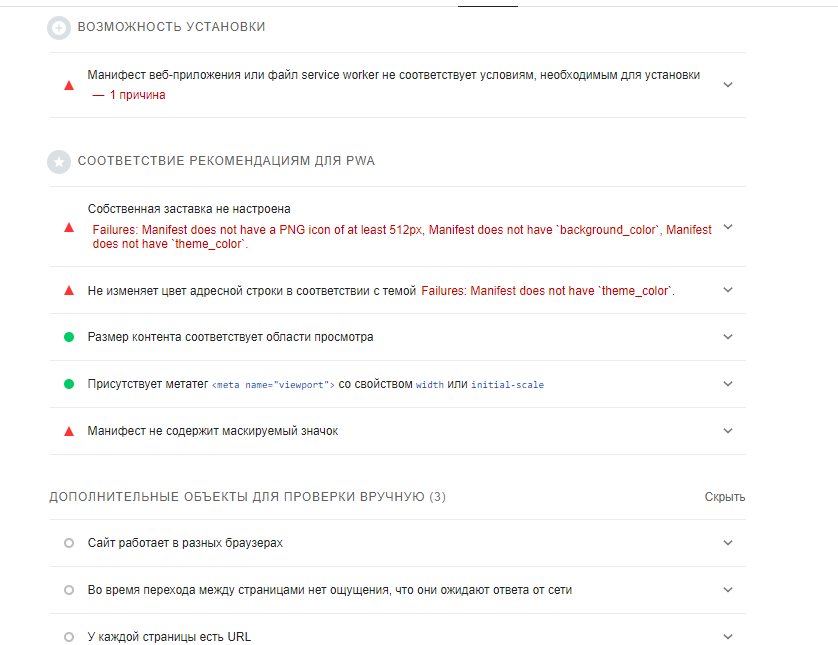 ВОЗМОЖНОСТЬ УСТАНОВКИ
Манифест веб-приложения или файл service worker не соответствует условиям, необходимым для установки
— 1 причина
СООТВЕТСТВИЕ РЕКОМЕНДАЦИЯМ ДЛЯ PWA
Собственная заставка не настроена
Failures: Manifest does not have a PNG icon of at least 512px, Manifest does not have `background_color`, Manifest
does not have `theme_color`.
Не изменяет цвет адресной строки в соответствии с темой Failures: Manifest does not have `theme_color`.
Размер контента соответствует области просмотра
Присутствует метатег <meta name="viewport"> со свойством width или initial-scale
Манифест не содержит маскируемый значок
ДОПОЛНИТЕЛЬНЫЕ ОБЪЕКТЫ ДЛЯ ПРОВЕРКИ ВРУЧНУЮ (3) Скрыть
Сайт работает в разных браузерах
Во время перехода между страницами нет ощущения, что они ожидают ответа от сети
У каждой страницы есть URL